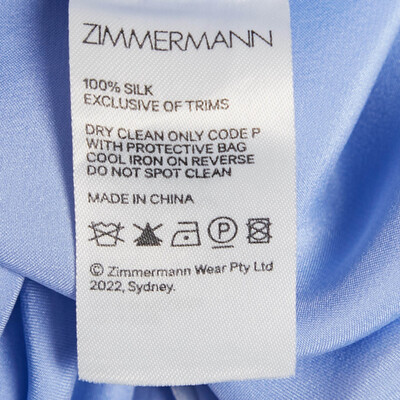 ZIMMERMANN
100% SILK
EXCLUSIVE OF TRIMS
DRY CLEAN ONLY CODE P
WITH PROTECTIVE BAG
COOL IRON ON REVERSE
DO NOT SPOT CLEAN
MADE IN CHINA
P
© Zimmermann Wear Pty Ltd
2022, Sydney.